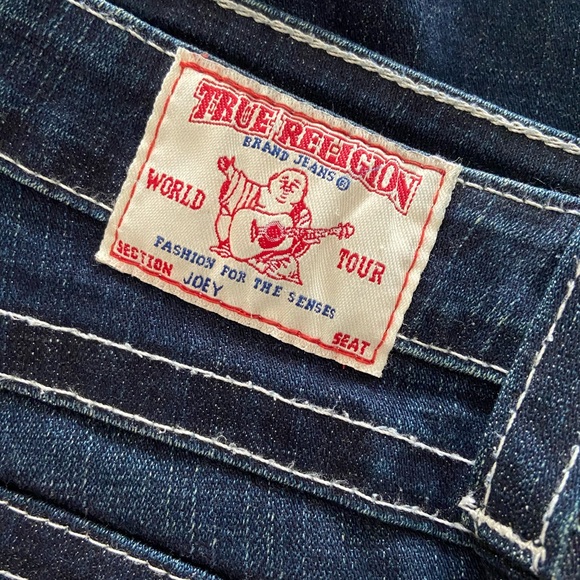 TRUE RELIGION
BRAND JEANS®
WORLD TOUR
FASHION FOR THE SENSES
SECTION JOEY SEAT